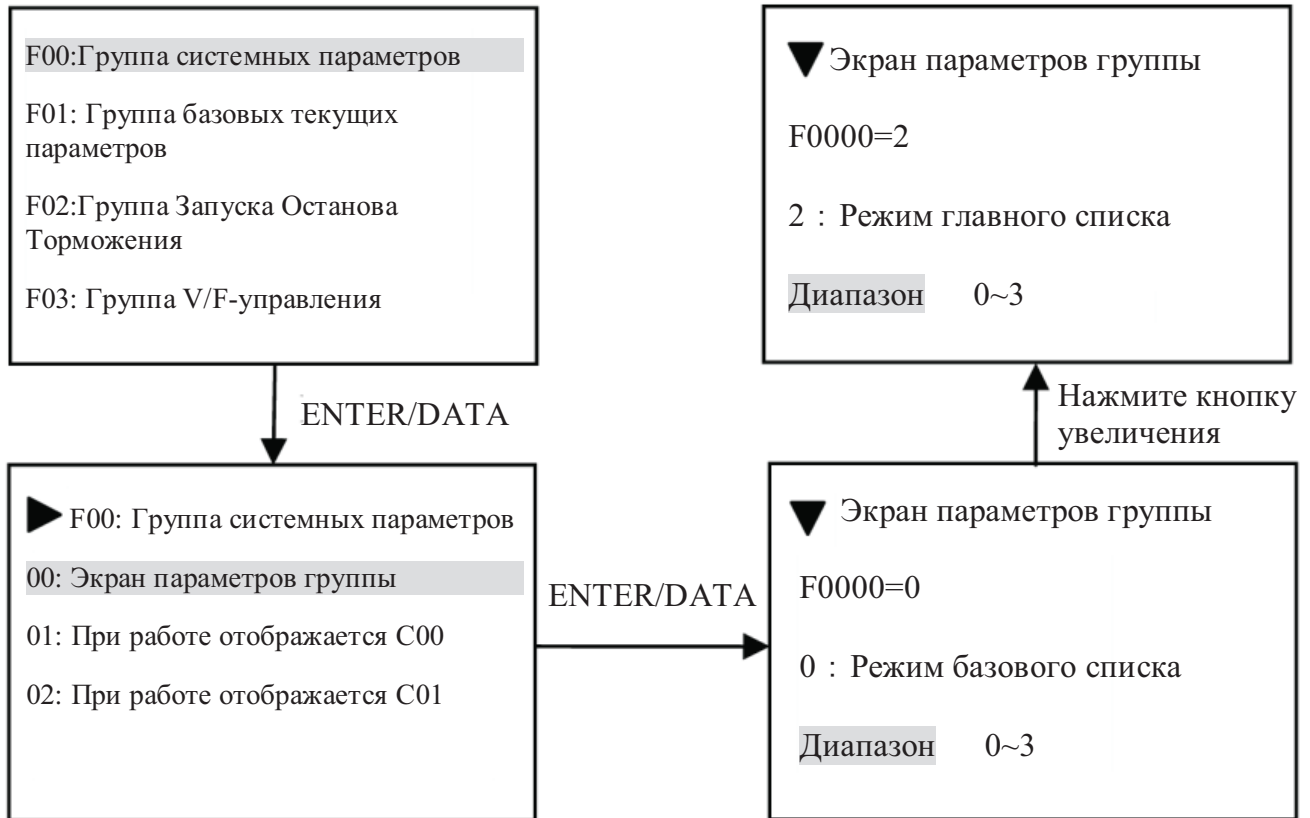 F00:Группа системных параметров
F01: Группа базовых текущих
параметров
F02:Группа Запуска Останова
Торможения
F03: Группа V/F-управления
ENTER/DATA
F00: Группа системных параметров
00: Экран параметров группы
01: При работе отображается C00
02: При работе отображается C01
ENTER/DATA
Экран параметров группы
F0000=0
0 : Режим базового списка
Диапазон 0~3
Нажмите кнопку
увеличения
Экран параметров группы
F0000=2
2 : Режим главного списка
Диапазон 0~3